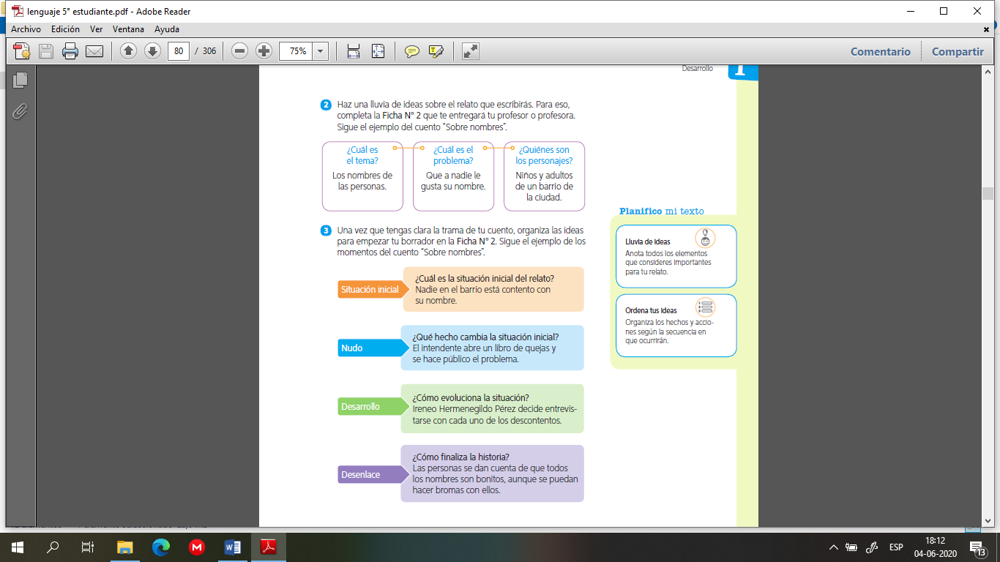 lenguaje 5° estudiante.pdf - Adobe Reader
Archivo Edición Ver Ventana Ayuda
80 / 306 75% Comentario Compartir
Desarrollo 1
2 Haz una lluvia de ideas sobre el relato que escribirás. Para eso,
completa la Ficha N° 2 que te entregará tu profesor o profesora.
Sigue el ejemplo del cuento “Sobre nombres”.
¿Cuál es
el tema?
Los nombres de
las personas.
¿Cuál es el
problema?
Que a nadie le
gusta su nombre.
¿Quiénes son
los personajes?
Niños y adultos
de un barrio de
la ciudad.
3 Una vez que tengas clara la trama de tu cuento, organiza las ideas
para empezar tu borrador en la Ficha N° 2. Sigue el ejemplo de los
momentos del cuento “Sobre nombres”.
Situación inicial
¿Cuál es la situación inicial del relato?
Nadie en el barrio está contento con
su nombre.
Nudo
¿Qué hecho cambia la situación inicial?
El intendente abre un libro de quejas y
se hace público el problema.
Desarrollo
¿Cómo evoluciona la situación?
Ireneo Hermenegildo Pérez decide entrevis-
tarse con cada uno de los descontentos.
Desenlace
¿Cómo finaliza la historia?
Las personas se dan cuenta de que todos
los nombres son bonitos, aunque se puedan
hacer bromas con ellos.
Planifico mi texto
Lluvia de ideas
Anota todos los elementos
que consideres importantes
para tu relato.
Ordena tus ideas
Organiza los hechos y accio-
nes según la secuencia en
que ocurrirán.
ESP
18:12
04-06-2020
13